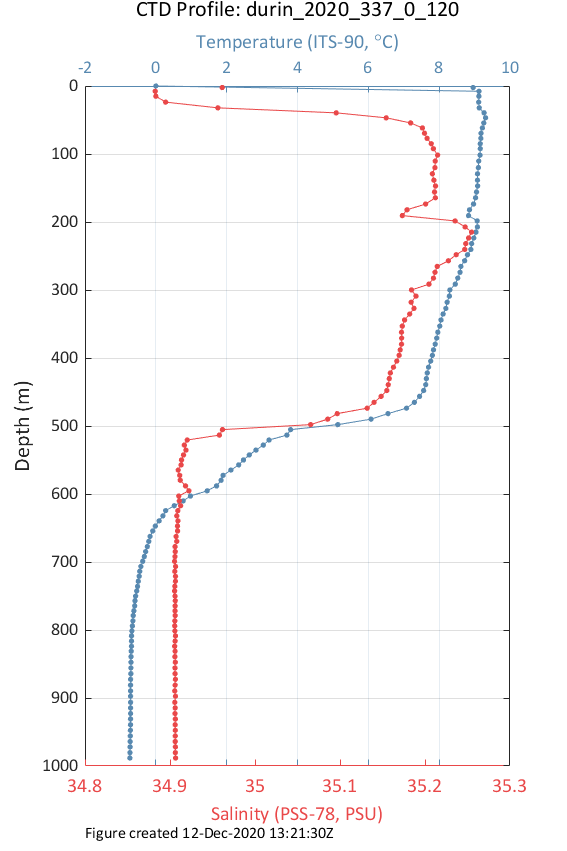 CTD Profile: durin_2020_337_0_120
Temperature (ITS-90, °C)
-2 0 2 4 6 8 10
0
100
200
300
400
500
600
700
800
900
1000
Depth (m)
34.8 34.9 35 35.1 35.2 35.3
Salinity (PSS-78, PSU)
Figure created 12-Dec-2020 13:21:30Z